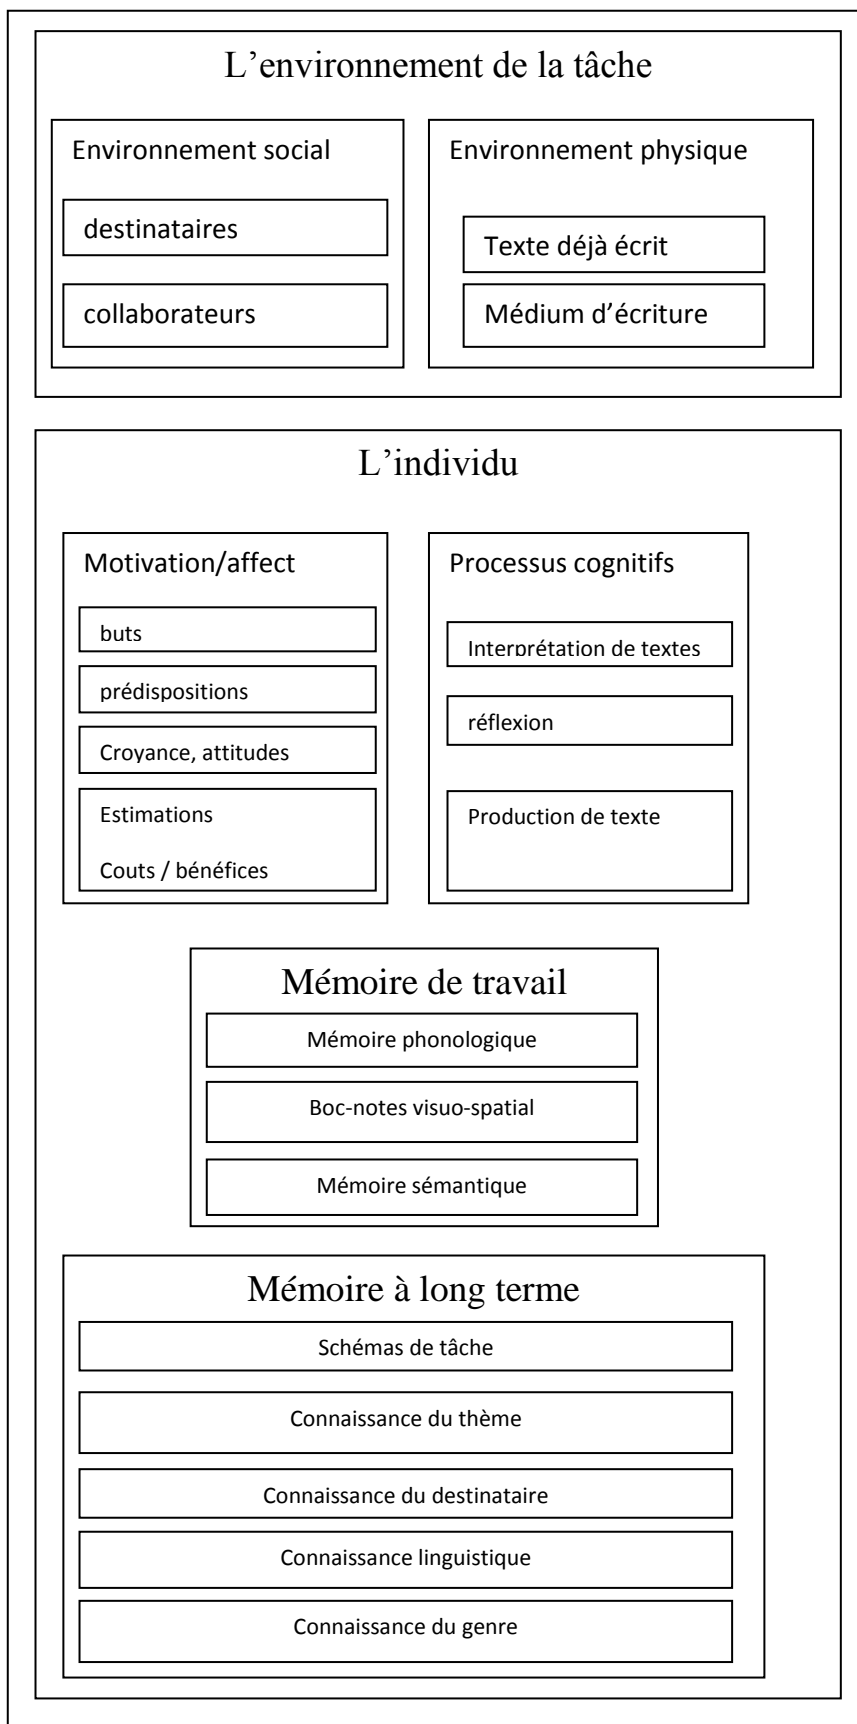 L’environnement de la tâche
Environnement social
destinataires
collaborateurs
Environnement physique
Texte déjà écrit
Médium d’écriture
L’individu
Motivation/affect
buts
prédispositions
Croyance, attitudes
Estimations
Couts / bénéfices
Processus cognitifs
Interprétation de textes
réflexion
Production de texte
Mémoire de travail
Mémoire phonologique
Boc-notes visuo-spatial
Mémoire sémantique
Mémoire à long terme
Schémas de tâche
Connaissance du thème
Connaissance du destinataire
Connaissance linguistique
Connaissance du genre